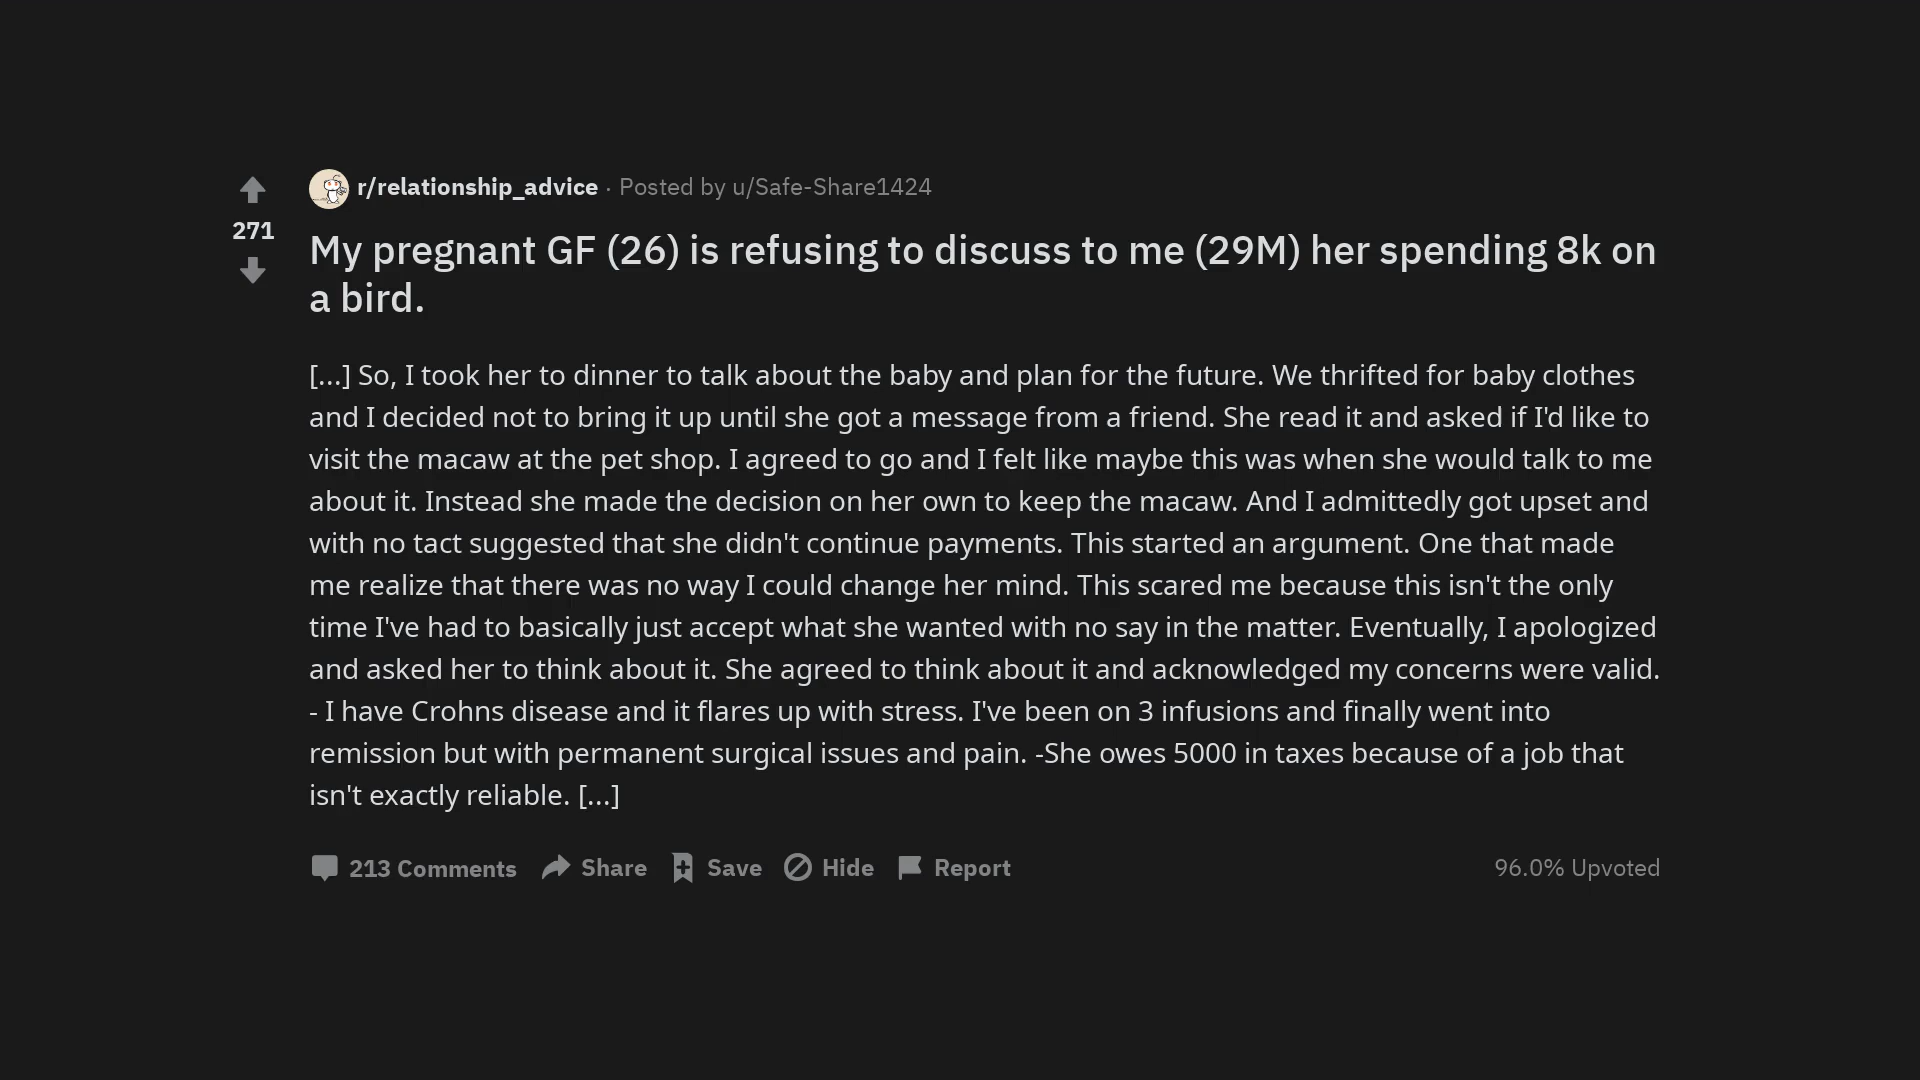 r/relationship_advice · Posted by u/Safe-Share1424
271
My pregnant GF (26) is refusing to discuss to me (29M) her spending 8k on
a bird.
[...] So, I took her to dinner to talk about the baby and plan for the future. We thrifted for baby clothes
and I decided not to bring it up until she got a message from a friend. She read it and asked if I'd like to
visit the macaw at the pet shop. I agreed to go and I felt like maybe this was when she would talk to me
about it. Instead she made the decision on her own to keep the macaw. And I admittedly got upset and
with no tact suggested that she didn't continue payments. This started an argument. One that made
me realize that there was no way I could change her mind. This scared me because this isn't the only
time I've had to basically just accept what she wanted with no say in the matter. Eventually, I apologized
and asked her to think about it. She agreed to think about it and acknowledged my concerns were valid.
- I have Crohns disease and it flares up with stress. I've been on 3 infusions and finally went into
remission but with permanent surgical issues and pain. -She owes 5000 in taxes because of a job that
isn't exactly reliable. [...]
213 Comments Share Save Hide Report 96.0% Upvoted